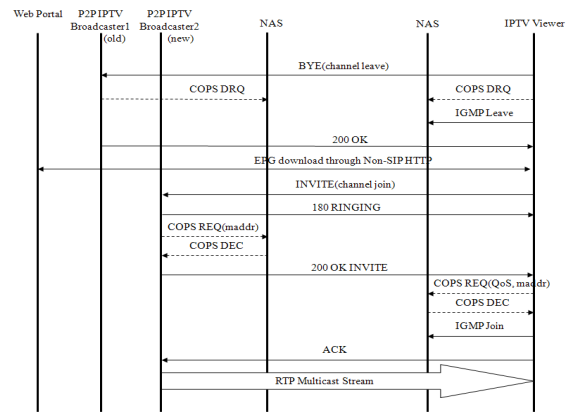 Web Portal
P2P IPTV
Broadcaster1
(old)
P2P IPTV
Broadcaster2
(new)
NAS
NAS
IPTV Viewer
BYE(channel leave)
COPS DRQ
COPS DRQ
IGMP Leave
200 OK
EPG download through Non-SIP HTTP
INVITE(channel join)
180 RINGING
COPS REQ(maddr)
COPS DEC
200 OK INVITE
COPS REQ(QoS, maddr)
COPS DEC
IGMP Join
ACK
RTP Multicast Stream